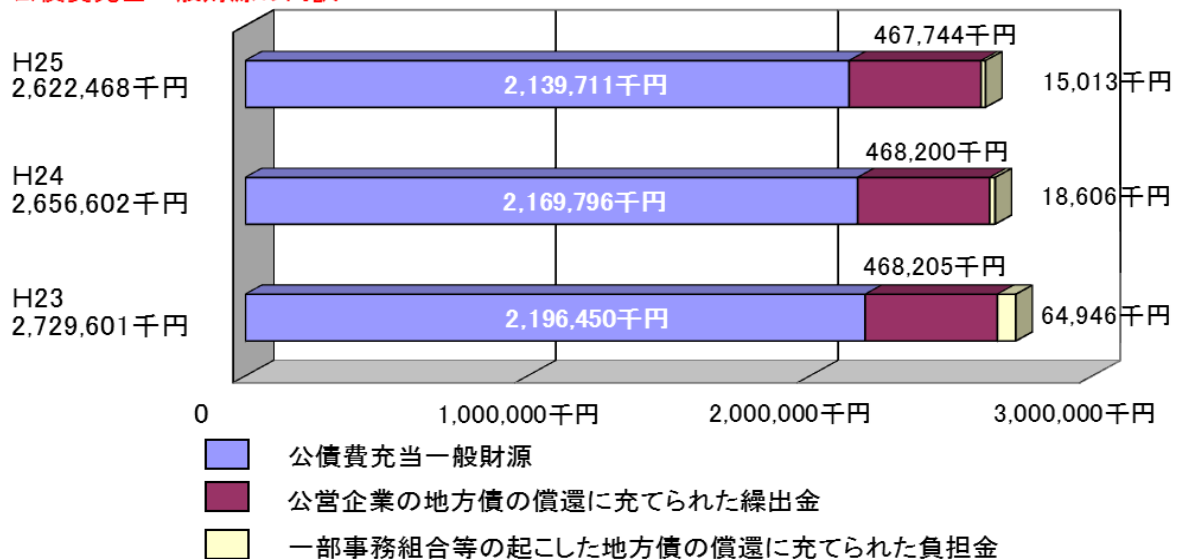 467,744千円
H25
2,622,468千円
2,139,711千円
15,013千円
468,200千円
H24
2,656,602千円
2,169,796千円
18,606千円
468,205千円
H23
2,729,601千円
2,196,450千円
64,946千円
0 1,000,000千円 2,000,000千円 3,000,000千円
公債費充当一般財源
公営企業の地方債の償還に充てられた繰出金
一部事務組合等の起こした地方債の償還に充てられた負担金